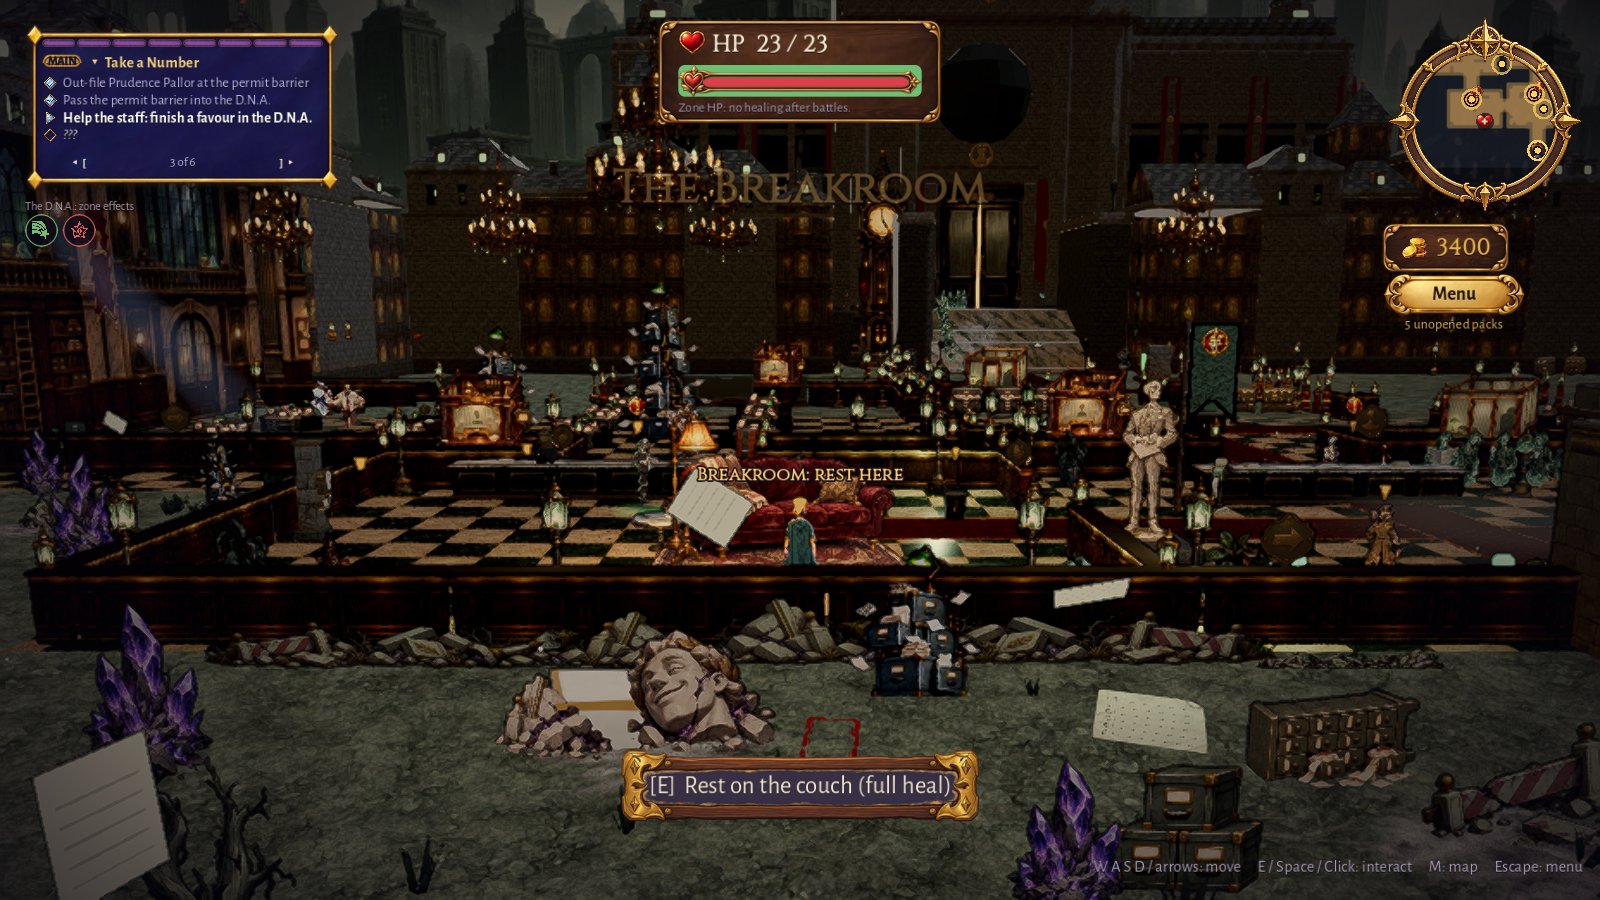 MAIN ▾ Take a Number
Out-file Prudence Pallor at the permit barrier
Pass the permit barrier into the D.N.A.
Help the staff: finish a favour in the D.N.A.
???
[ 3 of 6 ]
The D.N.A.: zone effects
HP 23 / 23
Zone HP: no healing after battles.
THE BREAKROOM
3400
Menu
5 unopened packs
BREAKROOM: REST HERE
[E] Rest on the couch (full heal)
W A S D / arrows: move E / Space / Click: interact M: map Escape: menu